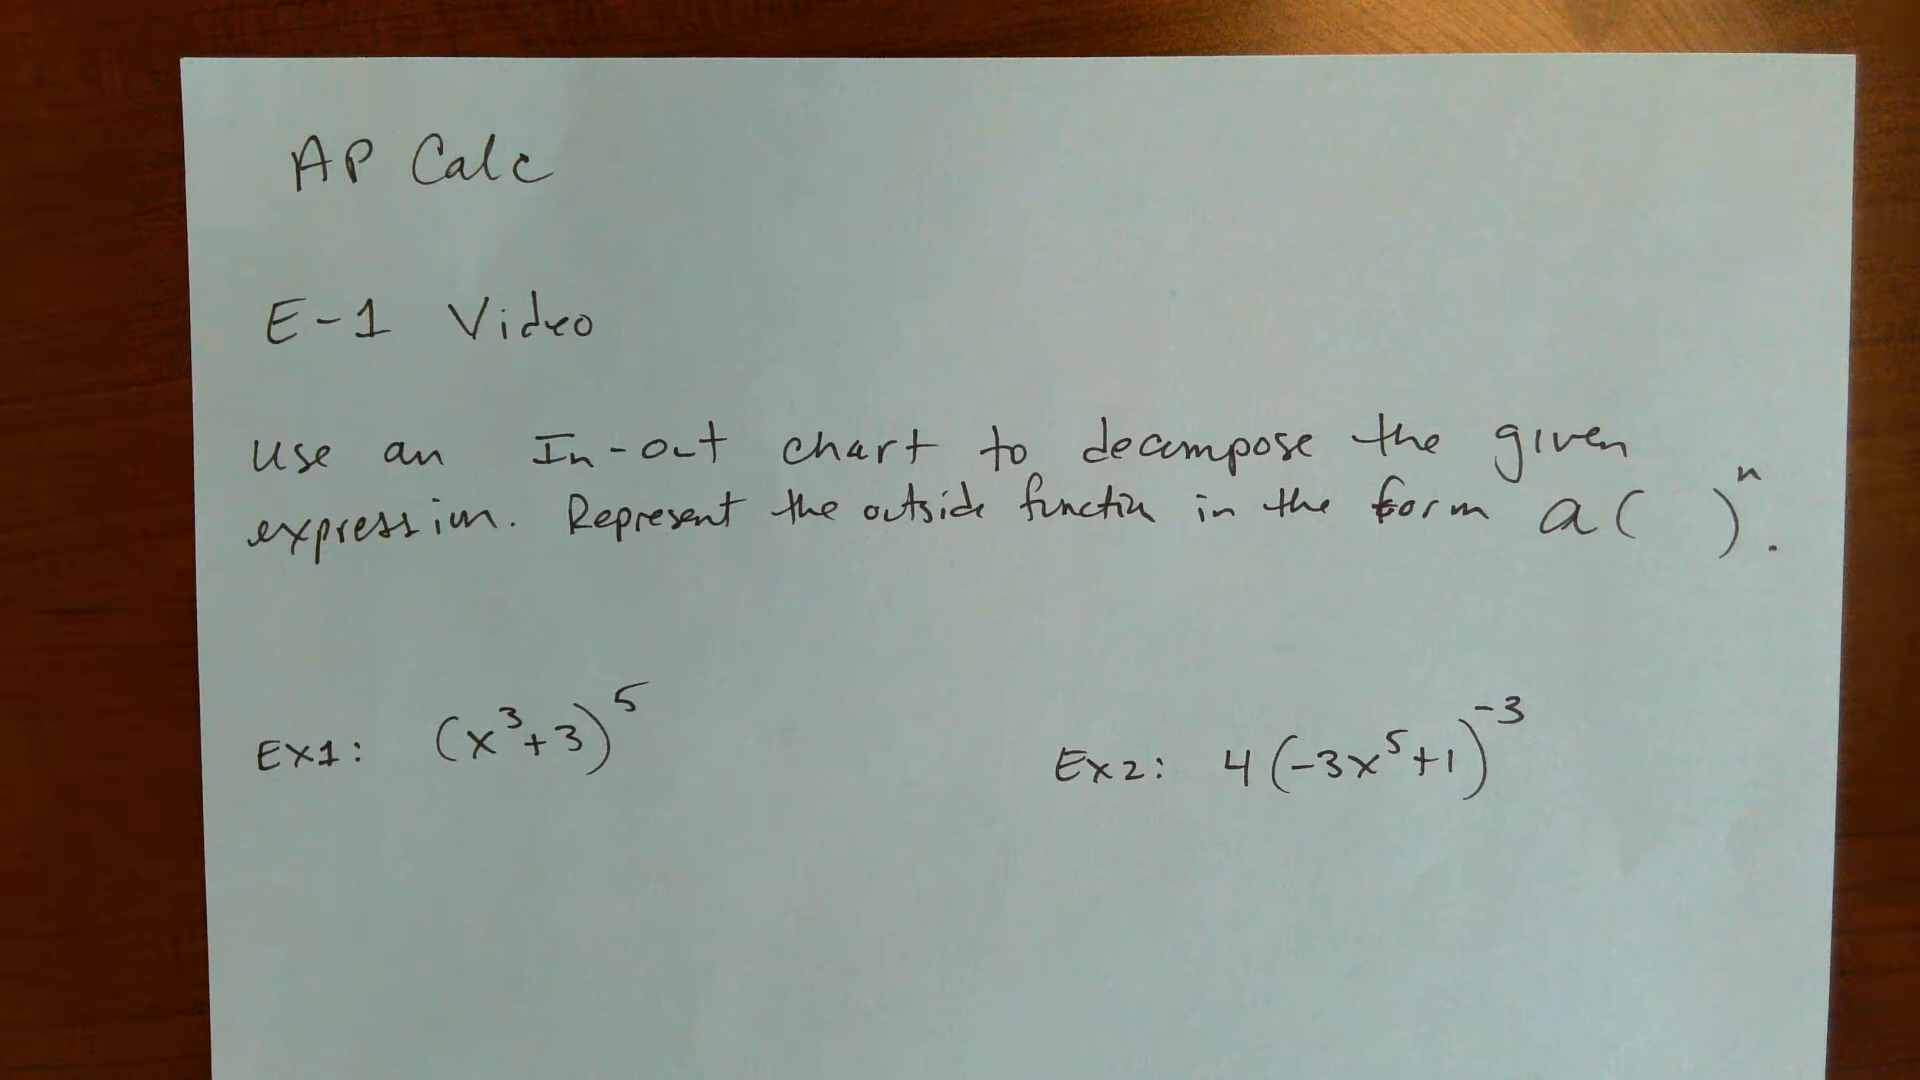 AP Calc
E-1 Video
Use an In-out chart to decompose the given
expression. Represent the outside function in the form a( )ⁿ.
Ex1: (x³+3)⁵ Ex2: 4(-3x⁵+1)⁻³